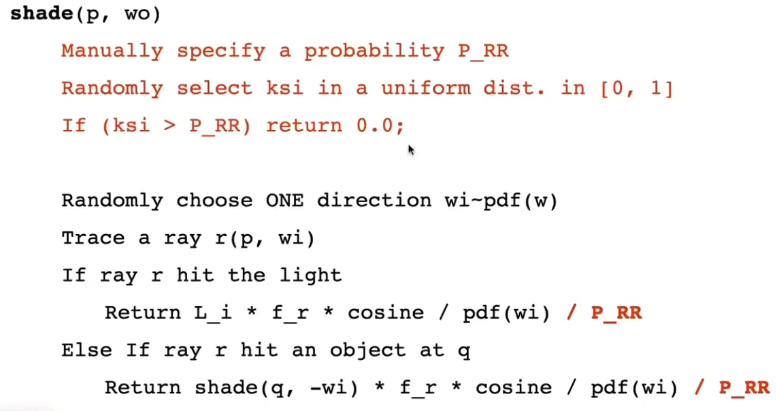 shade(p, wo)
Manually specify a probability P_RR
Randomly select ksi in a uniform dist. in [0, 1]
If (ksi > P_RR) return 0.0;
Randomly choose ONE direction wi~pdf(w)
Trace a ray r(p, wi)
If ray r hit the light
Return L_i * f_r * cosine / pdf(wi) / P_RR
Else If ray r hit an object at q
Return shade(q, -wi) * f_r * cosine / pdf(wi) / P_RR